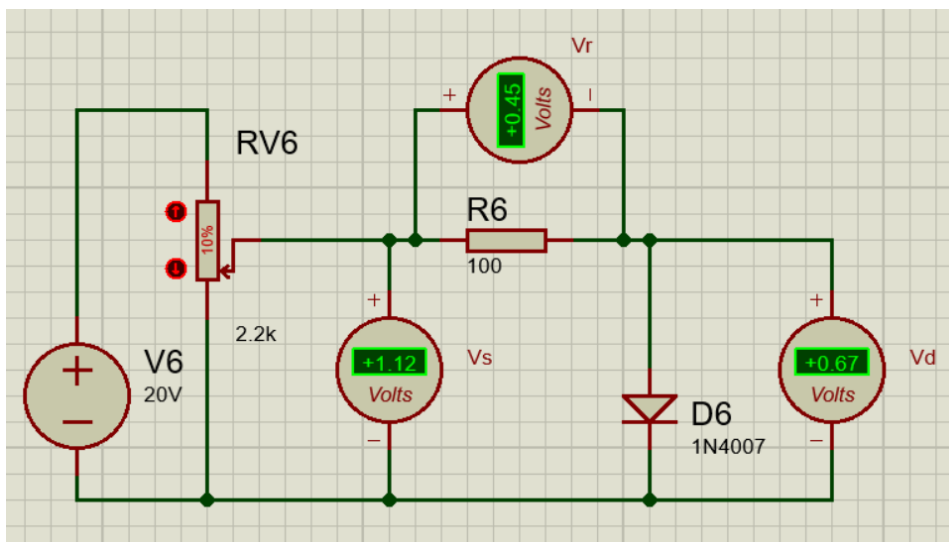 Vr
+0.45
Volts
RV6
10%
2.2k
R6
100
V6
20V
+1.12
Volts
Vs
+0.67
Volts
Vd
D6
1N4007